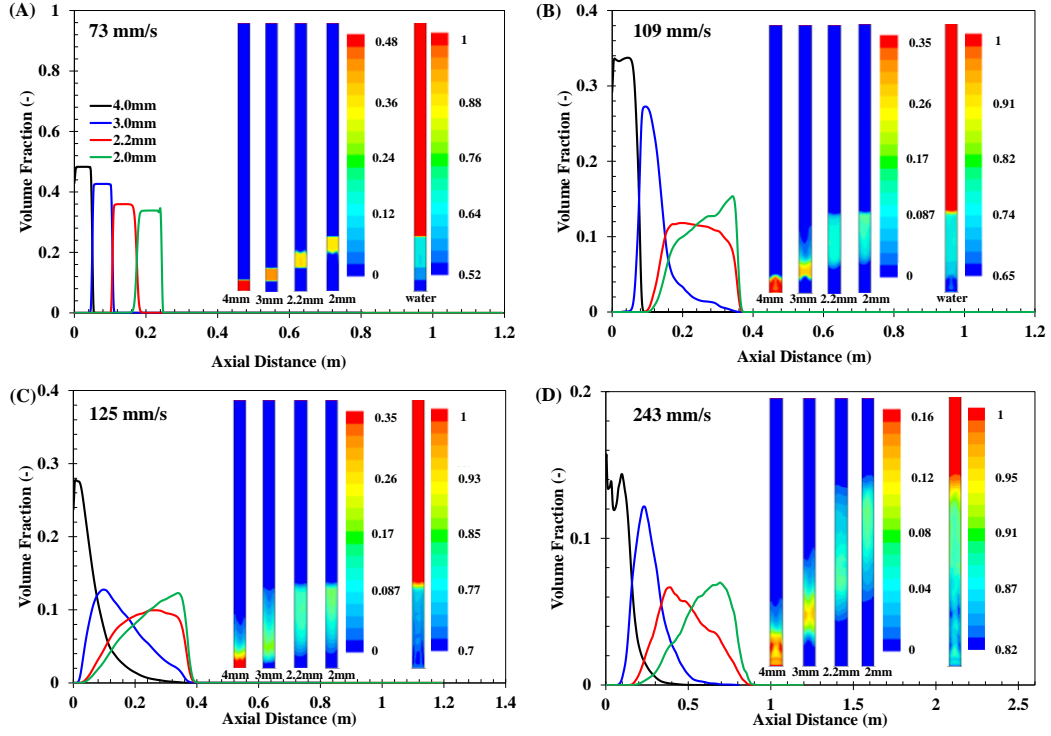 (A)
73 mm/s
Volume Fraction (-)
1
0.8
0.6
0.4
0.2
0
4.0mm
3.0mm
2.2mm
2.0mm
0.48
0.36
0.24
0.12
0
1
0.88
0.76
0.64
0.52
4mm 3mm 2.2mm 2mm water
0 0.2 0.4 0.6 0.8 1 1.2
Axial Distance (m)
(B)
109 mm/s
Volume Fraction (-)
0.4
0.3
0.2
0.1
0
0.35
0.26
0.17
0.087
0
1
0.91
0.82
0.74
0.65
4mm 3mm 2.2mm 2mm water
0 0.2 0.4 0.6 0.8 1 1.2
Axial Distance (m)
(C)
125 mm/s
Volume Fraction (-)
0.4
0.3
0.2
0.1
0
0.35
0.26
0.17
0.087
0
1
0.93
0.85
0.77
0.7
4mm 3mm 2.2mm 2mm
0 0.2 0.4 0.6 0.8 1 1.2 1.4
Axial Distance (m)
(D)
243 mm/s
Volume Fraction (-)
0.2
0.15
0.1
0.05
0
0.16
0.12
0.08
0.04
0
1
0.95
0.91
0.87
0.82
4mm 3mm 2.2mm 2mm
0 0.5 1 1.5 2 2.5
Axial Distance (m)